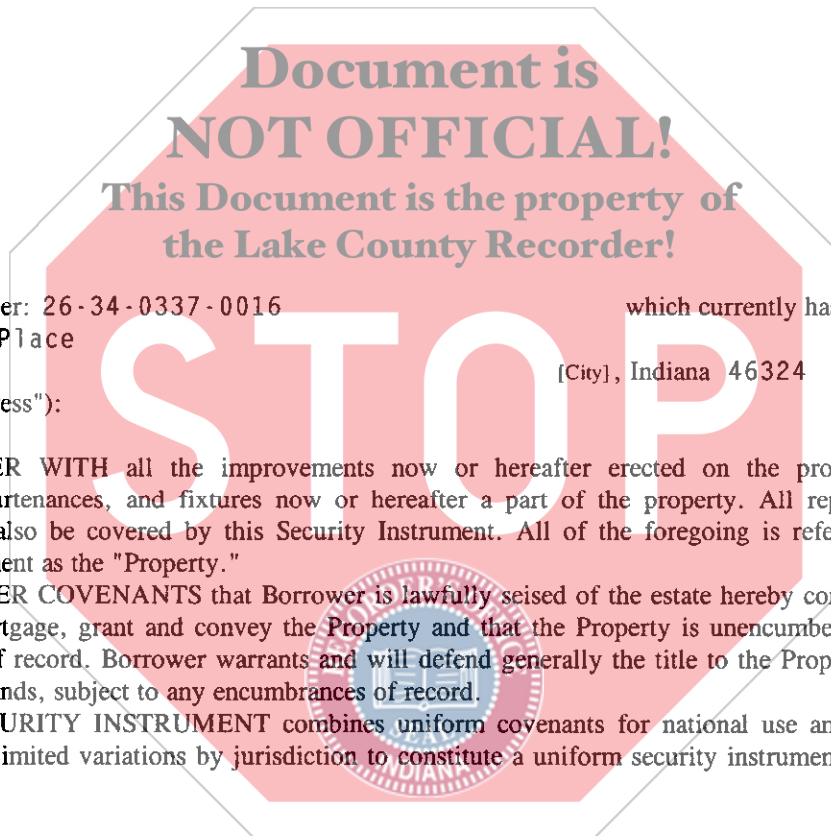 Document is
NOT OFFICIAL!
This Document is the property of
the Lake County Recorder!
er: 26-34-0337-0016 which currently ha
Place
[City], Indiana 46324
ess"):
STOP
ER WITH all the improvements now or hereafter erected on the pro
rtenances, and fixtures now or hereafter a part of the property. All rep
also be covered by this Security Instrument. All of the foregoing is refe
ent as the "Property."
ER COVENANTS that Borrower is lawfully seised of the estate hereby co
tgage, grant and convey the Property and that the Property is unencumbe
f record. Borrower warrants and will defend generally the title to the Prop
nds, subject to any encumbrances of record.
URITY INSTRUMENT combines uniform covenants for national use an
imited variations by jurisdiction to constitute a uniform security instrumen
SEAL
INDIANA